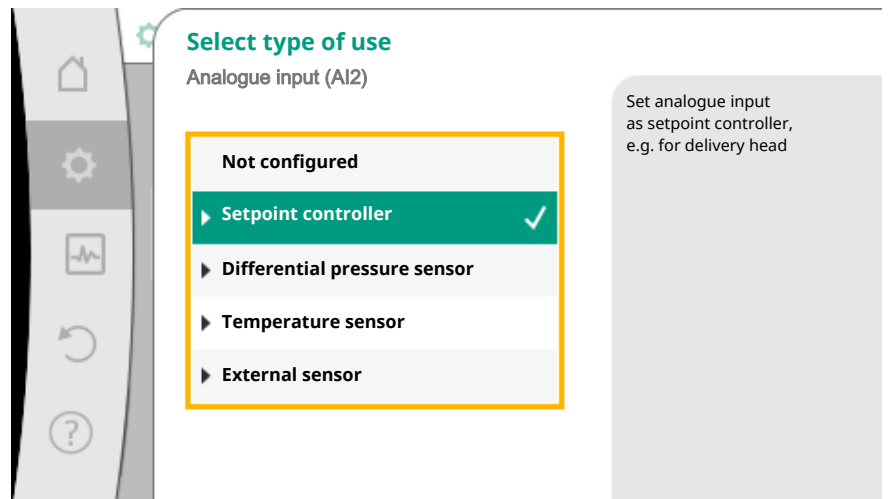 Select type of use
Analogue input (AI2)
Not configured
Setpoint controller
Differential pressure sensor
Temperature sensor
External sensor
Set analogue input
as setpoint controller,
e.g. for delivery head
?